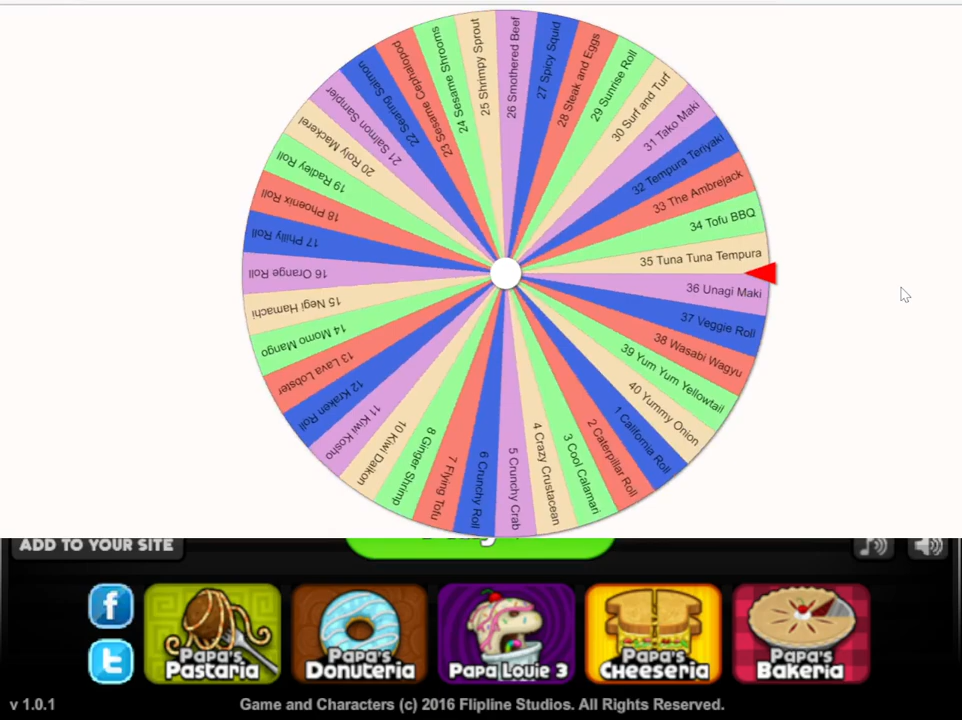 1 California Roll
2 Caterpillar Roll
3 Cool Calamari
4 Crazy Crustacean
5 Crunchy Crab
6 Crunchy Roll
7 Flying Tofu
8 Ginger Shrimp
10 Kiwi Daikon
11 Kiwi Kosho
12 Kraken Roll
13 Lava Lobster
14 Momo Mango
15 Negi Hamachi
16 Orange Roll
17 Philly Roll
18 Phoenix Roll
19 Radley Roll
20 Roly Mackerel
21 Salmon Sampler
22 Searing Salmon
23 Sesame Cephalopod
24 Sesame Shrooms
25 Shrimpy Sprout
26 Smothered Beef
27 Spicy Squid
28 Steak and Eggs
29 Sunrise Roll
30 Surf and Turf
31 Tako Maki
32 Tempura Teriyaki
33 The Ambrejack
34 Tofu BBQ
35 Tuna Tuna Tempura
36 Unagi Maki
37 Veggie Roll
38 Wasabi Wagyu
39 Yum Yum Yellowtail
40 Yummy Onion
ADD TO YOUR SITE
f
t
Papa's
Pastaria
Papa's
Donuteria
Papa Louie 3
Papa's
Cheeseria
Papa's
Bakeria
v 1.0.1
Game and Characters (c) 2016 Flipline Studios. All Rights Reserved.